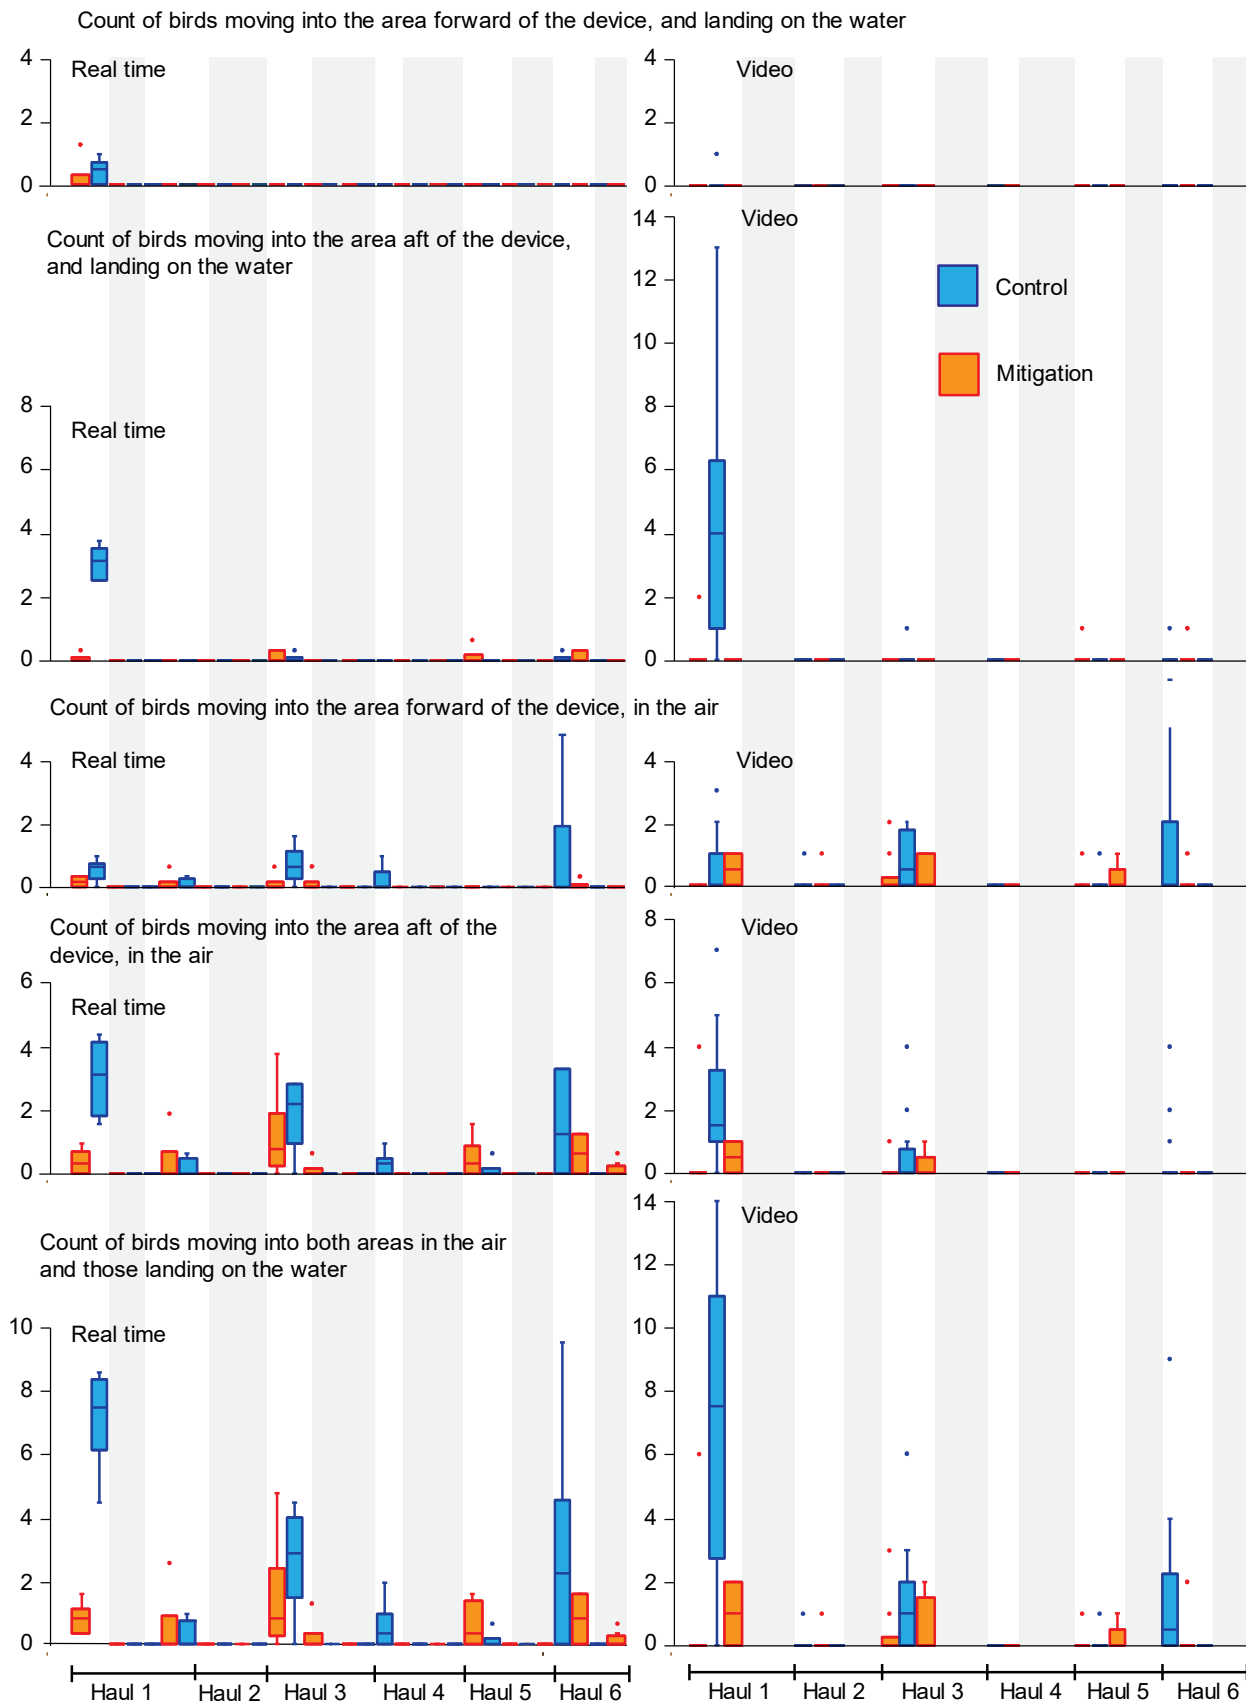 Count of birds moving into the area forward of the device, and landing on the water
4
2
0
Real time
4
2
0
Video
Count of birds moving into the area aft of the device,
and landing on the water
8
6
4
2
0
Real time
14
12
10
8
6
4
2
0
Video
Control
Mitigation
Count of birds moving into the area forward of the device, in the air
4
2
0
Real time
4
2
0
Video
Count of birds moving into the area aft of the
device, in the air
6
4
2
0
Real time
8
6
4
2
0
Video
Count of birds moving into both areas in the air
and those landing on the water
10
8
6
4
2
0
Real time
14
12
10
8
6
4
2
0
Video
Haul 1 Haul 2 Haul 3 Haul 4 Haul 5 Haul 6
Haul 1 Haul 2 Haul 3 Haul 4 Haul 5 Haul 6